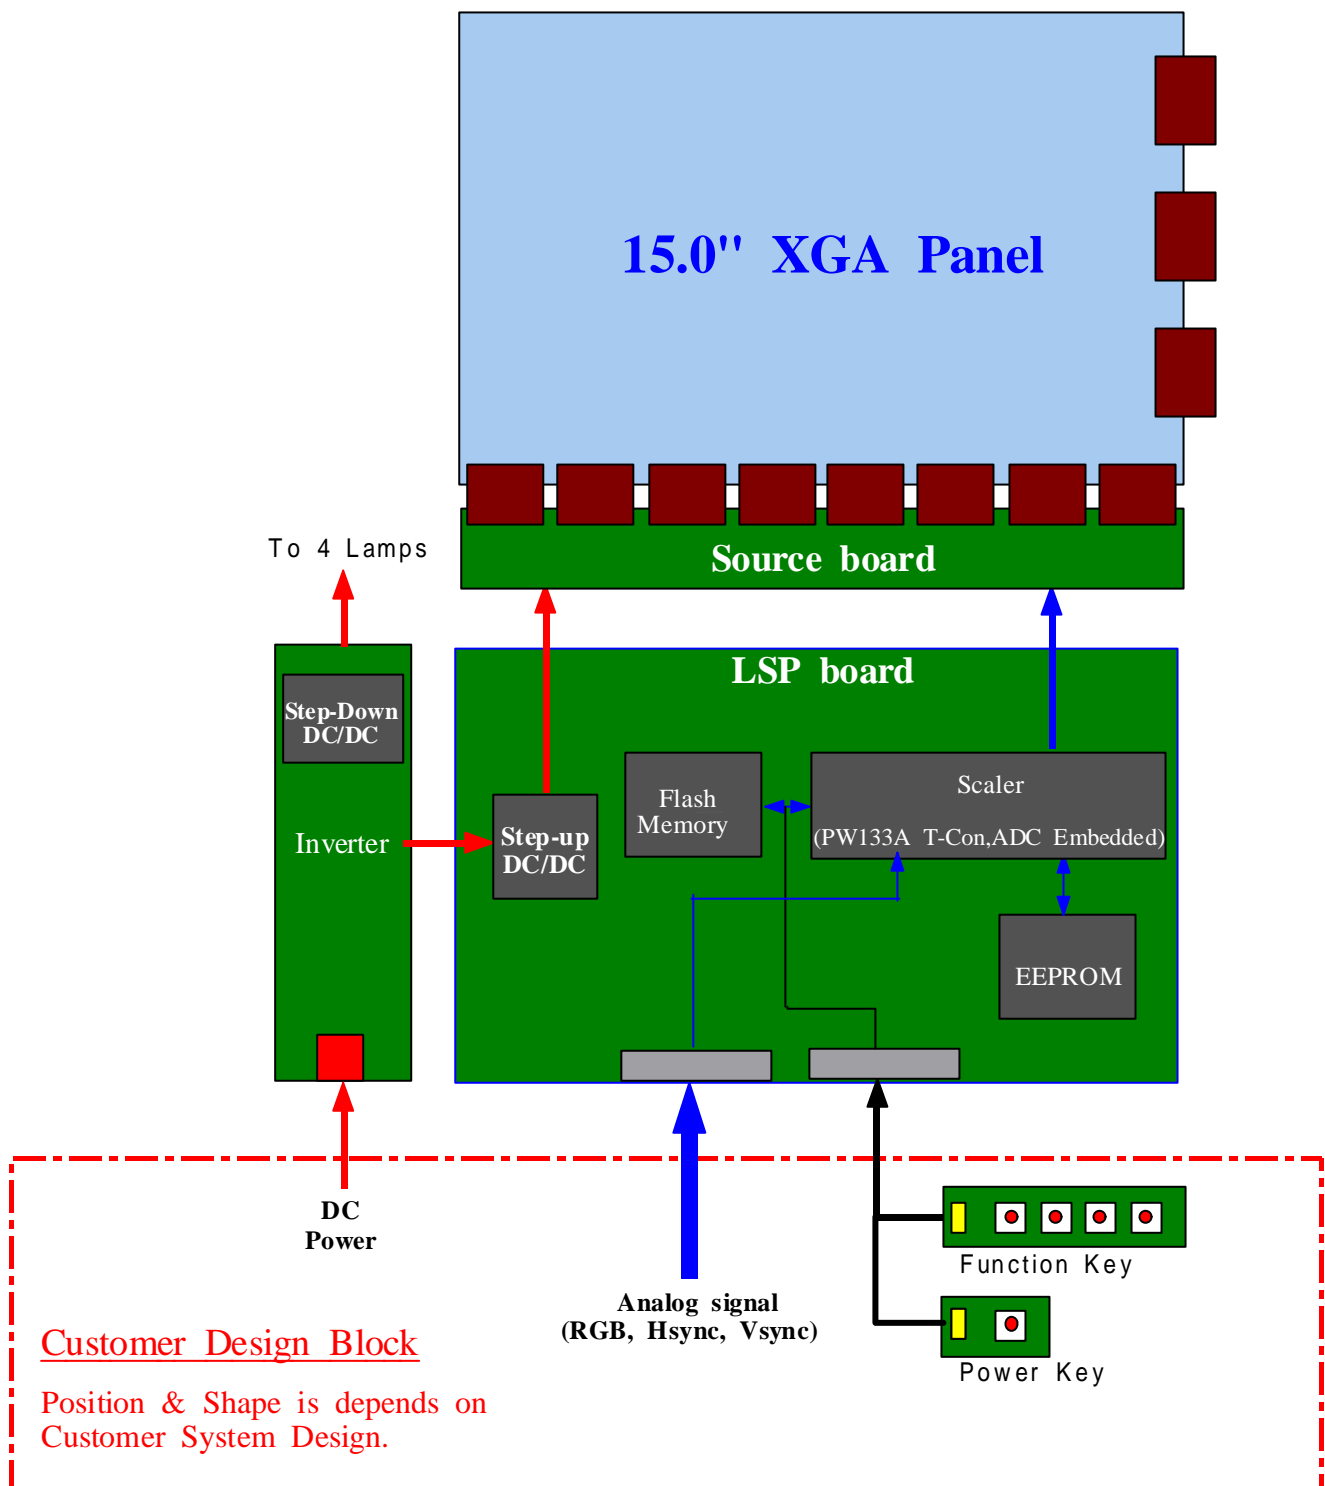 15.0" XGA Panel
Source board
To 4 Lamps
LSP board
Step-Down
DC/DC
Inverter
Step-up
DC/DC
Flash
Memory
Scaler
(PW133A T-Con,ADC Embedded)
EEPROM
DC
Power
Analog signal
(RGB, Hsync, Vsync)
Function Key
Power Key
Customer Design Block
Position & Shape is depends on
Customer System Design.